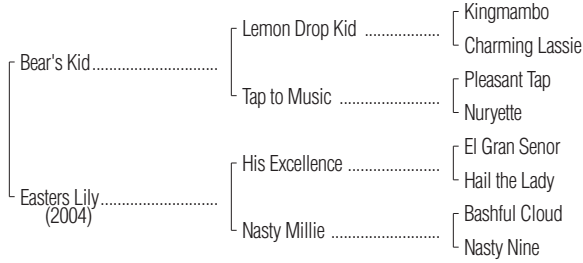 Kingmambo
Lemon Drop Kid ..................
Charming Lassie
Bear's Kid..............................
Pleasant Tap
Tap to Music ........................
Nuryette
El Gran Senor
His Excellence ......................
Hail the Lady
Easters Lily............................
(2004)
Bashful Cloud
Nasty Millie ..........................
Nasty Nine